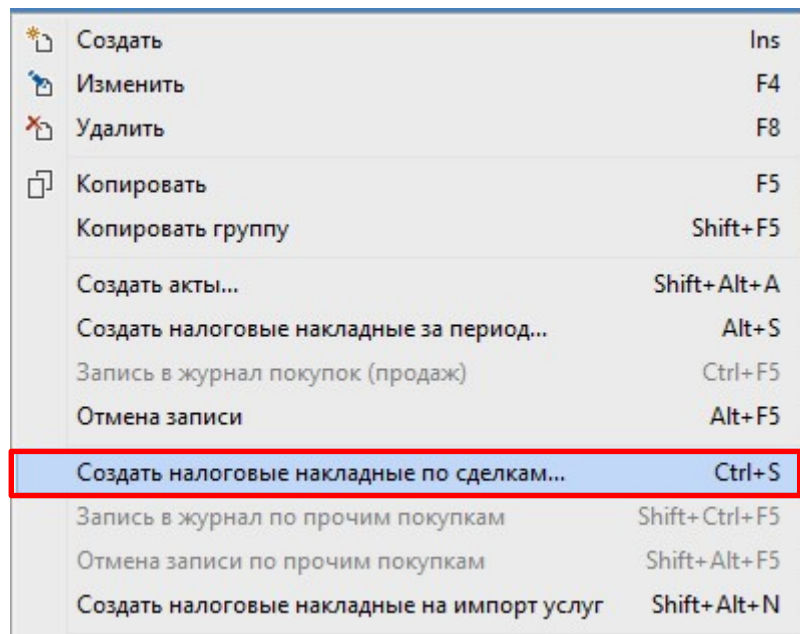 Создать Ins
Изменить F4
Удалить F8
Копировать F5
Копировать группу Shift+F5
Создать акты... Shift+Alt+A
Создать налоговые накладные за период... Alt+S
Запись в журнал покупок (продаж) Ctrl+F5
Отмена записи Alt+F5
Создать налоговые накладные по сделкам... Ctrl+S
Запись в журнал по прочим покупкам Shift+Ctrl+F5
Отмена записи по прочим покупкам Shift+Alt+F5
Создать налоговые накладные на импорт услуг Shift+Alt+N